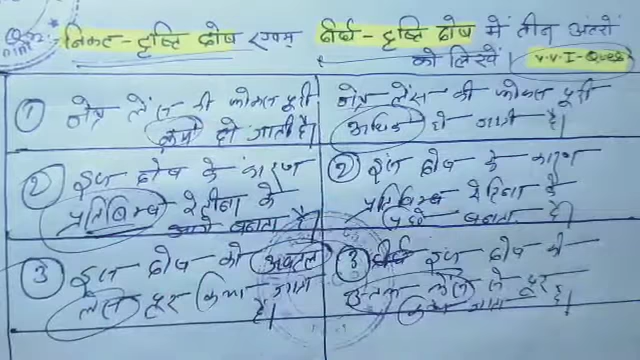 निकट-दृष्टि दोष एवम् दीर्घ-दृष्टि दोष में तीन अंतरों
को लिखें। V.V.I-Ques
① नेत्र लेंस की फोकस दूरी
कम हो जाती है।
नेत्र लेंस की फोकस दूरी
अधिक हो जाती है।
② इस दोष के कारण
प्रतिबिम्ब रेटिना के
आगे बनता है।
② इस दोष के कारण
प्रतिबिम्ब रेटिना के
पीछे बनता है।
③ इस दोष को अवतल
लेंस दूर किया जाता
है।
③ इस दोष को
उत्तल लेंस से दूर
किया जाता है।